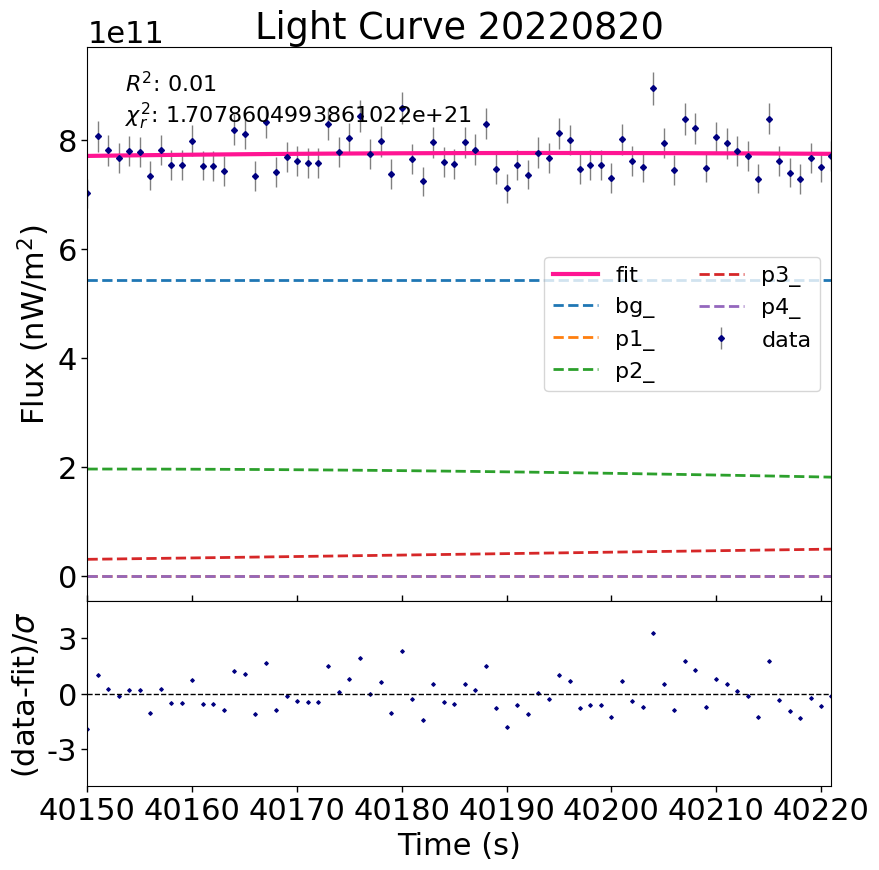 Light Curve 20220820
1e11
R²: 0.01
χ²ᵣ: 1.7078604993861022e+21
8
6
4
2
0
Flux (nW/m²)
fit
bg_
p1_
p2_
p3_
p4_
data
3
0
-3
(data-fit)/σ
40150 40160 40170 40180 40190 40200 40210 40220
Time (s)